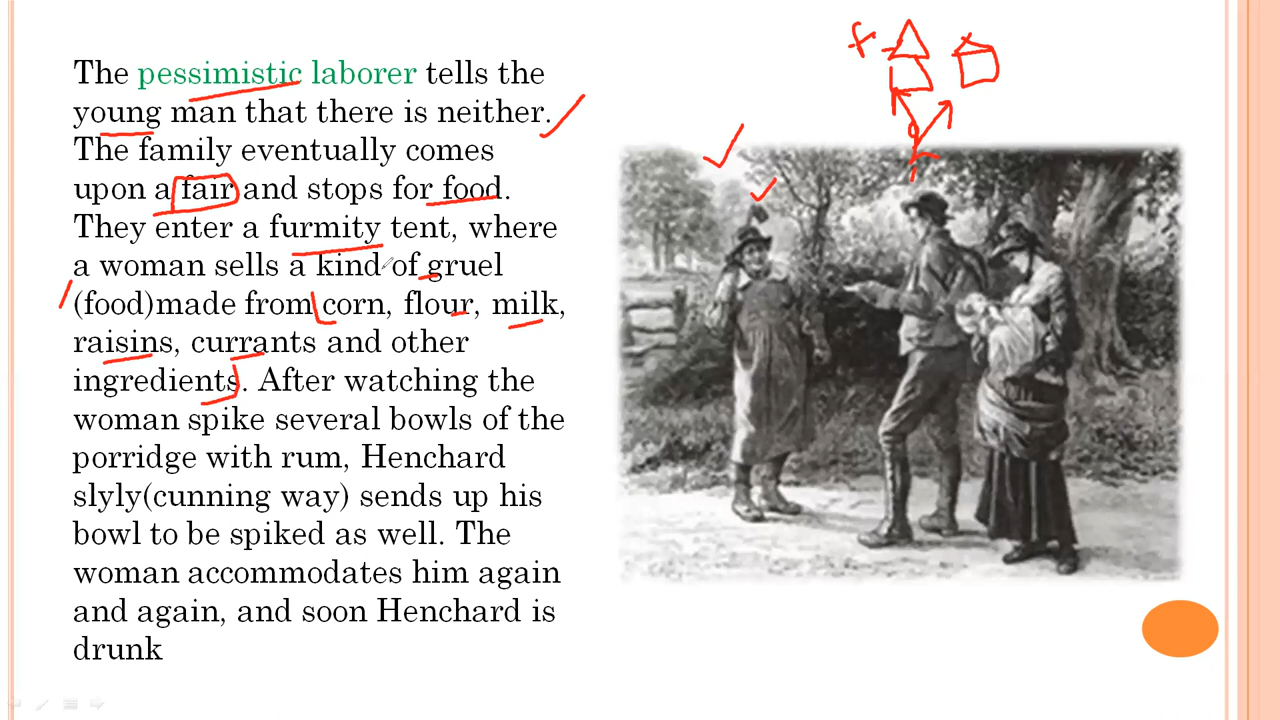 The pessimistic laborer tells the
young man that there is neither.
The family eventually comes
upon a fair and stops for food.
They enter a furmity tent, where
a woman sells a kind of gruel
(food)made from corn, flour, milk,
raisins, currants and other
ingredients. After watching the
woman spike several bowls of the
porridge with rum, Henchard
slyly(cunning way) sends up his
bowl to be spiked as well. The
woman accommodates him again
and again, and soon Henchard is
drunk